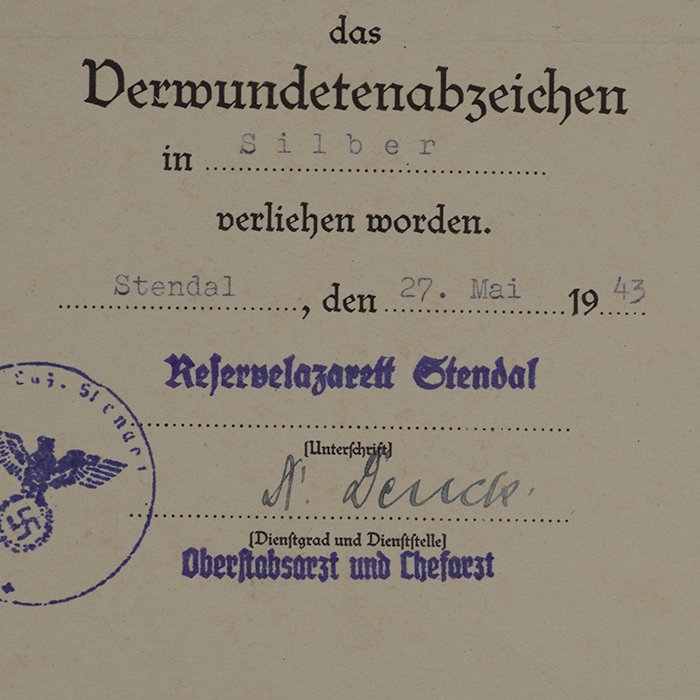 das
Verwundetenabzeichen
in Silber
verliehen worden.
Stendal, den 27. Mai 1943
Reservelazarett Stendal
(Unterschrift)
(Dienstgrad und Dienststelle)
Oberstabsarzt und Chefarzt
Stendal